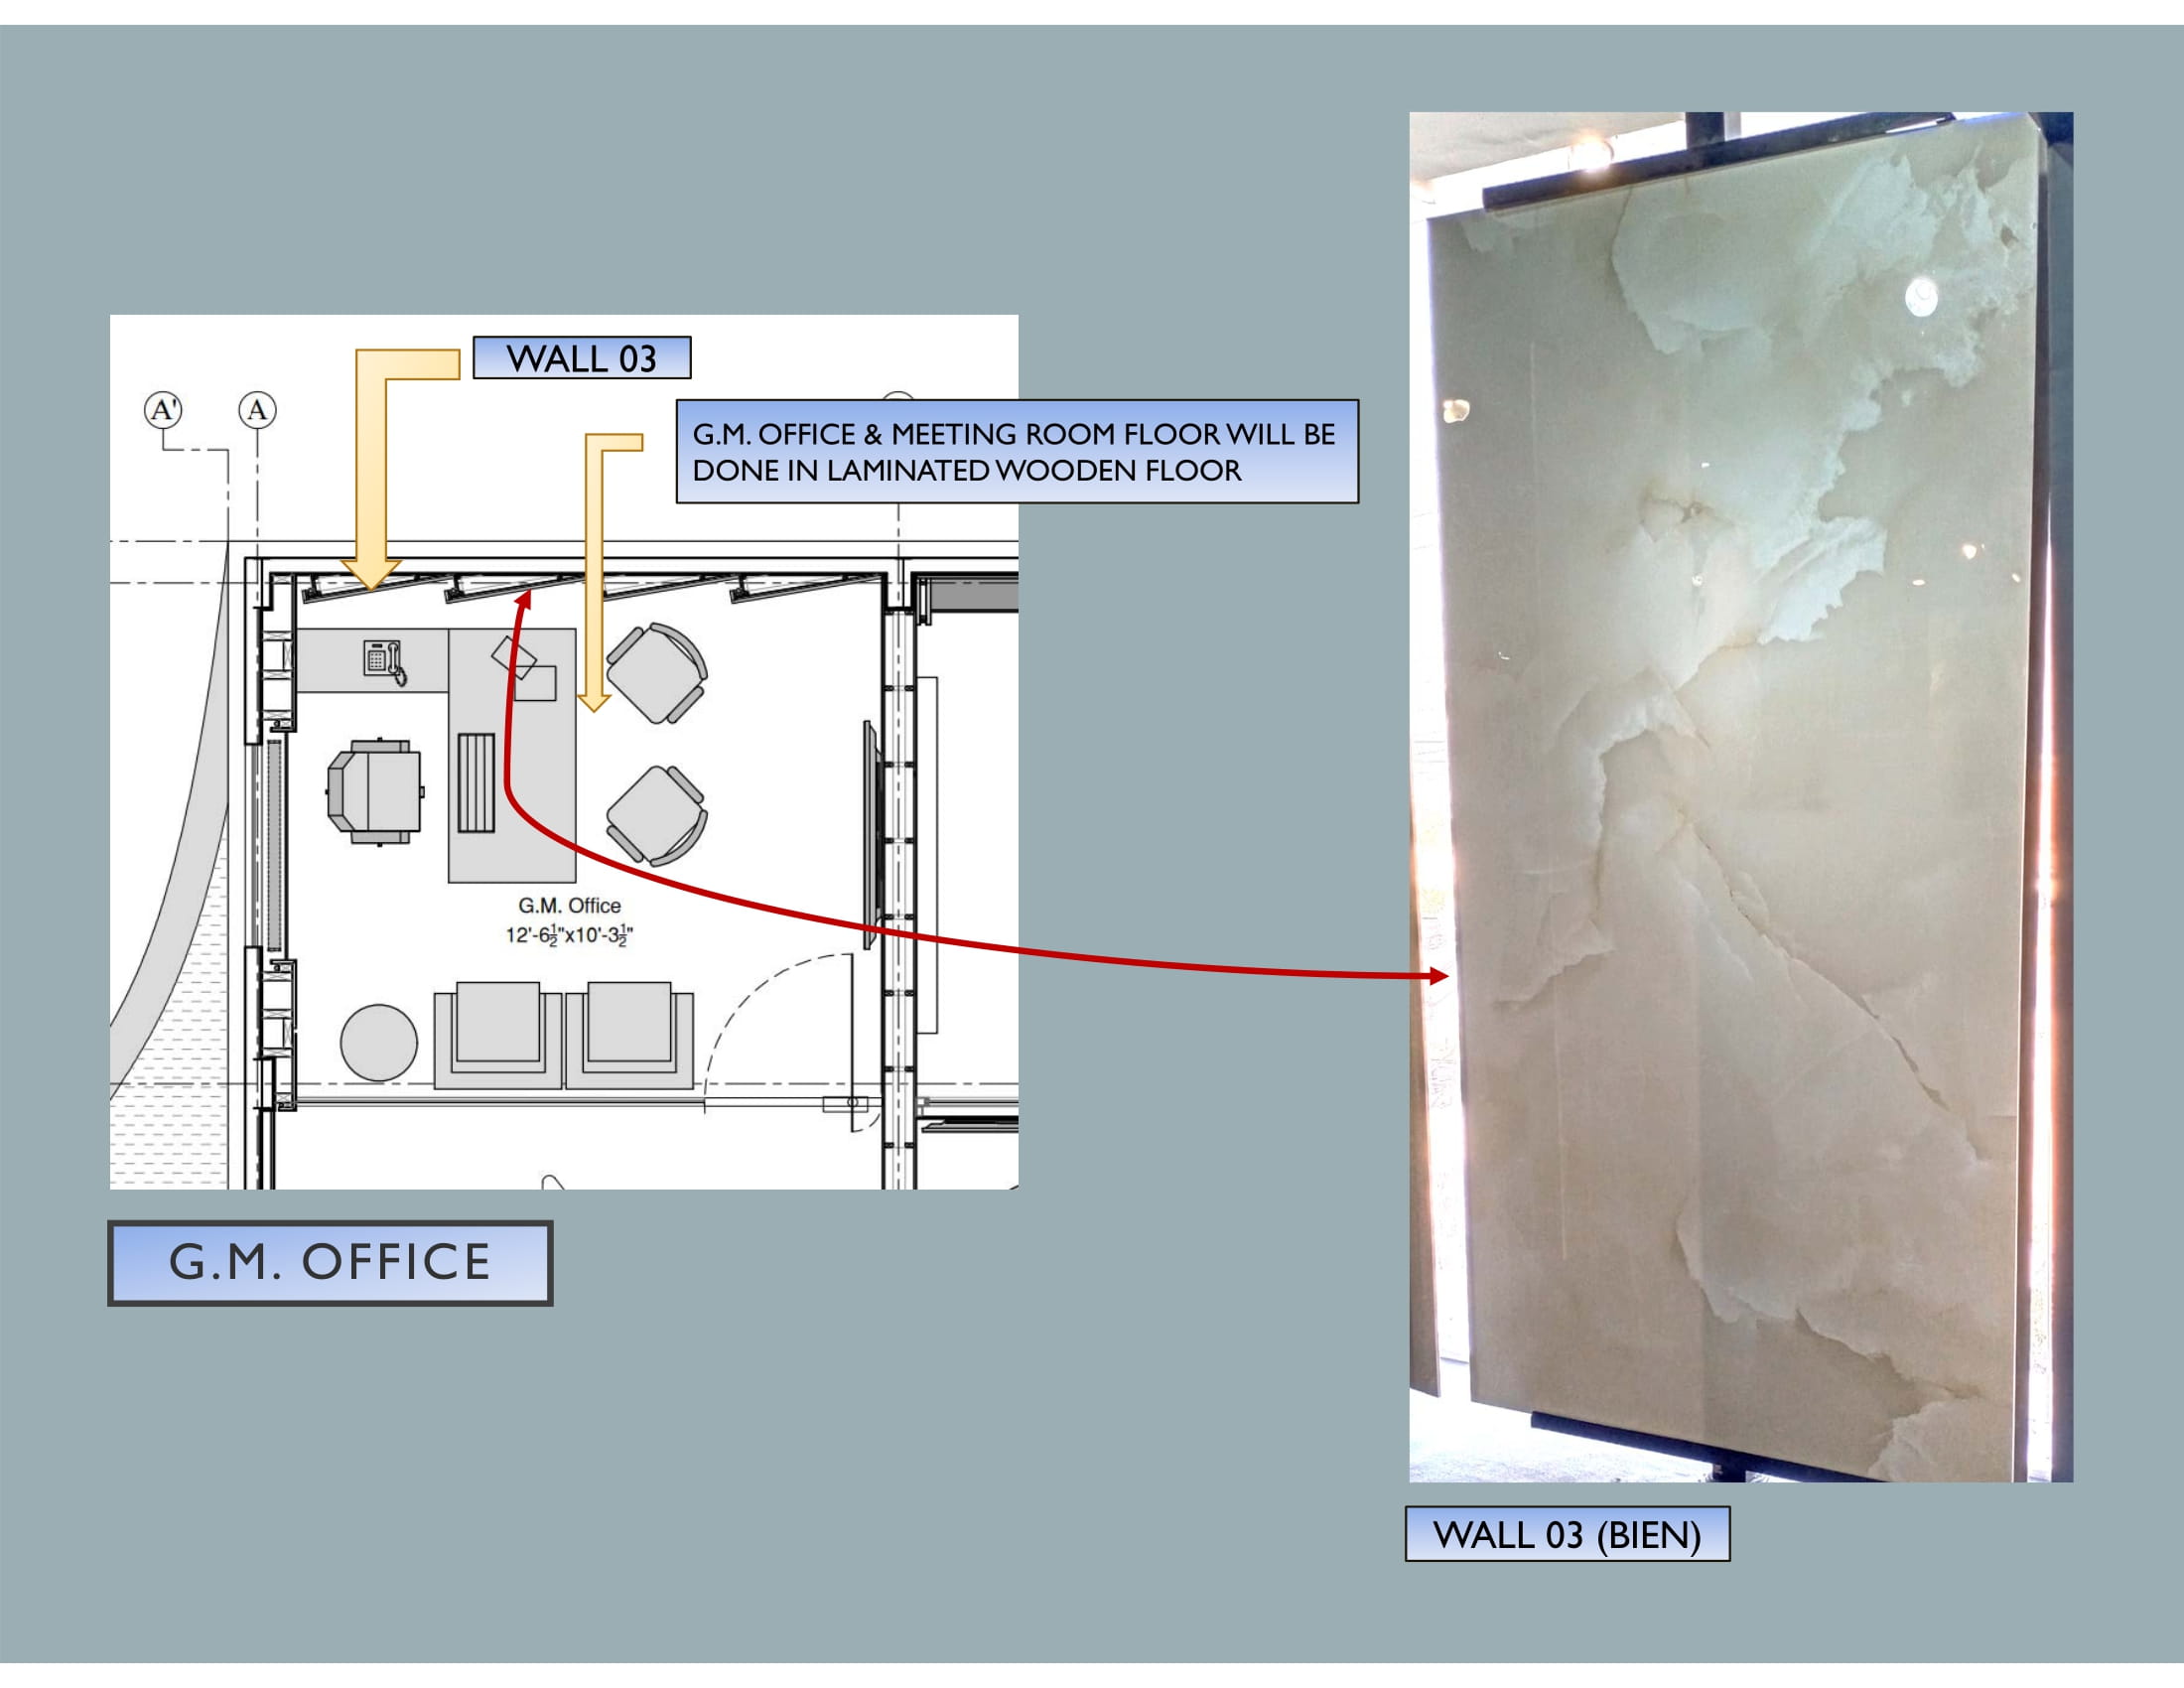 WALL 03
A'
A
G.M. OFFICE & MEETING ROOM FLOOR WILL BE
DONE IN LAMINATED WOODEN FLOOR
G.M. Office
12'-6½"x10'-3½"
G.M. OFFICE
WALL 03 (BIEN)